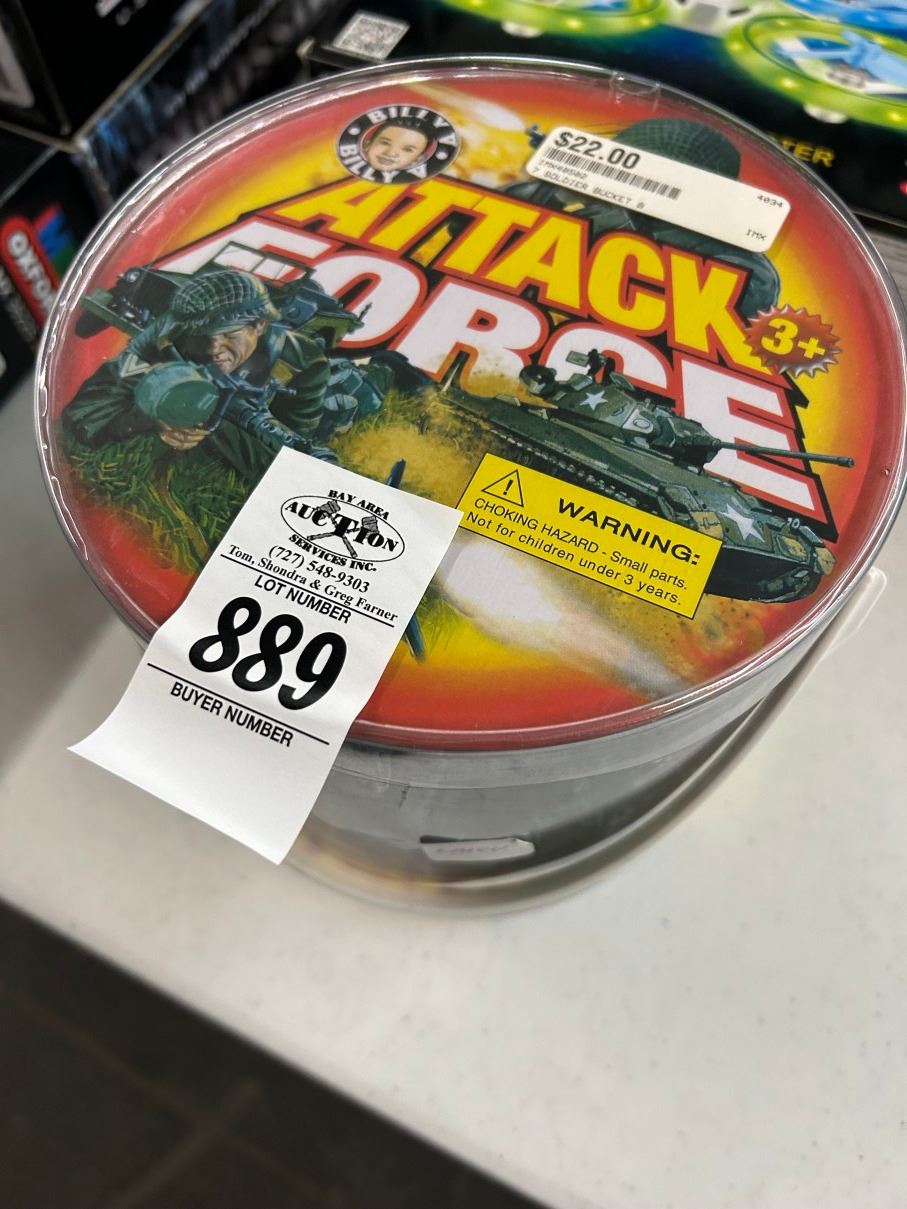 BILLY V
BILLY V
$22.00
4034
7 SOLDIER BUCKET @
IMX
ATTACK
FORCE
3+
WARNING:
CHOKING HAZARD - Small parts.
Not for children under 3 years.
BAY AREA
AUCTION
SERVICES INC.
(727) 548-9303
Tom, Shondra & Greg Farner
LOT NUMBER
889
BUYER NUMBER